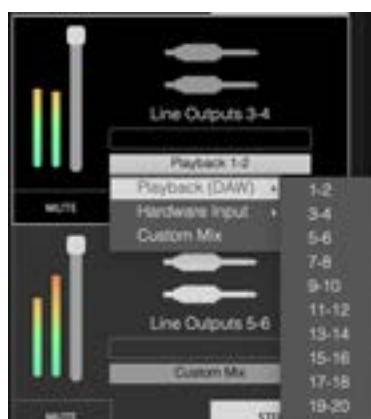 Line Outputs 3-4
Playback 1-2
Playback (DAW)
Hardware Input
Custom Mix
1-2
3-4
5-6
7-8
9-10
11-12
13-14
15-16
17-18
19-20
MUTE
Line Outputs 5-6
Custom Mix
MUTE